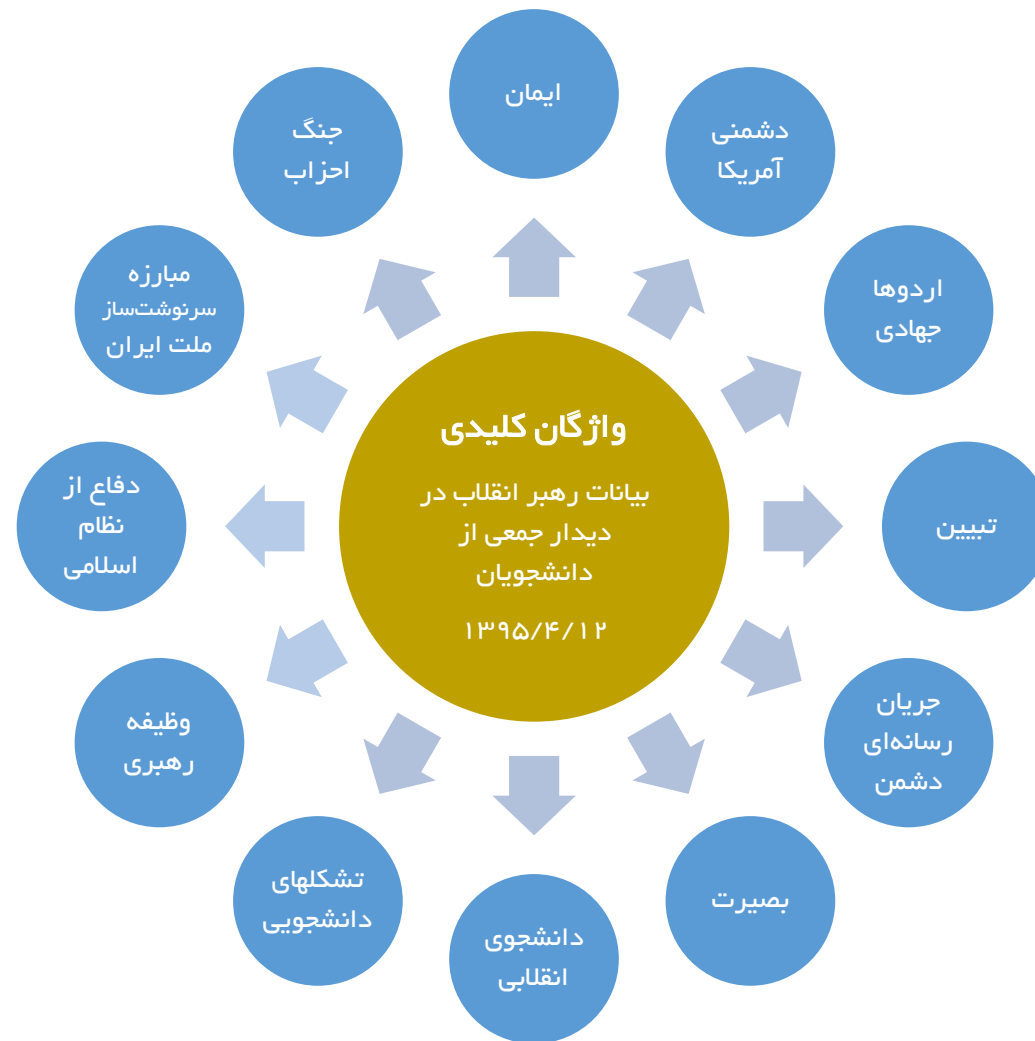 واژگان کلیدی
بیانات رهبر انقلاب در
دیدار جمعی از
دانشجویان
۱۳۹۵/۴/۱۲
ایمان
دشمنی
آمریکا
اردوها
جهادی
تبیین
جریان
رسانه‌ای
دشمن
بصیرت
دانشجوی
انقلابی
تشکلهای
دانشجویی
وظیفه
رهبری
دفاع از
نظام
اسلامی
مبارزه
سرنوشت‌ساز
ملت ایران
جنگ
احزاب